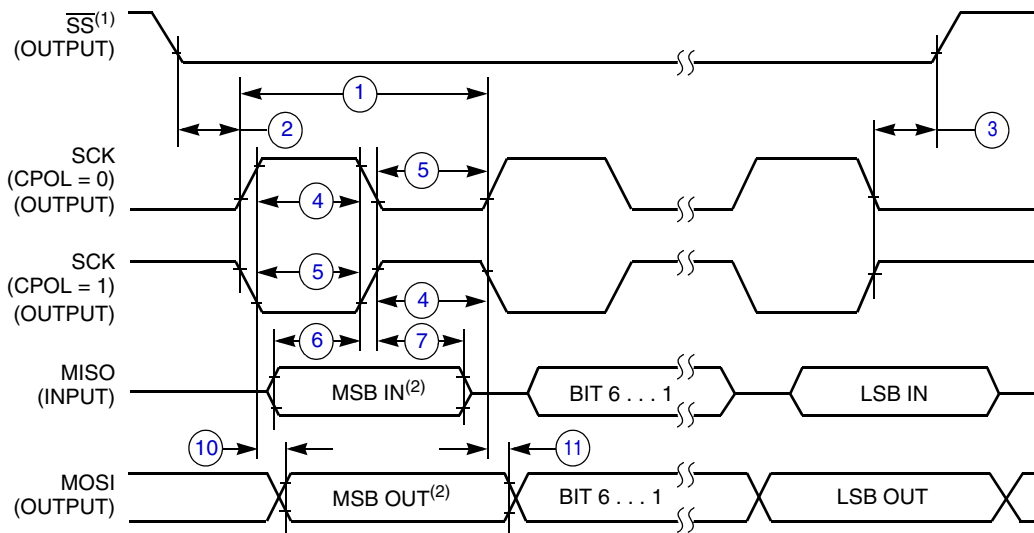 SS(1)
(OUTPUT)
1
2
3
SCK
(CPOL = 0)
(OUTPUT)
5
4
SCK
(CPOL = 1)
(OUTPUT)
5
4
6
7
MISO
(INPUT)
MSB IN(2)
BIT 6 . . . 1
LSB IN
10
11
MOSI
(OUTPUT)
MSB OUT(2)
BIT 6 . . . 1
LSB OUT